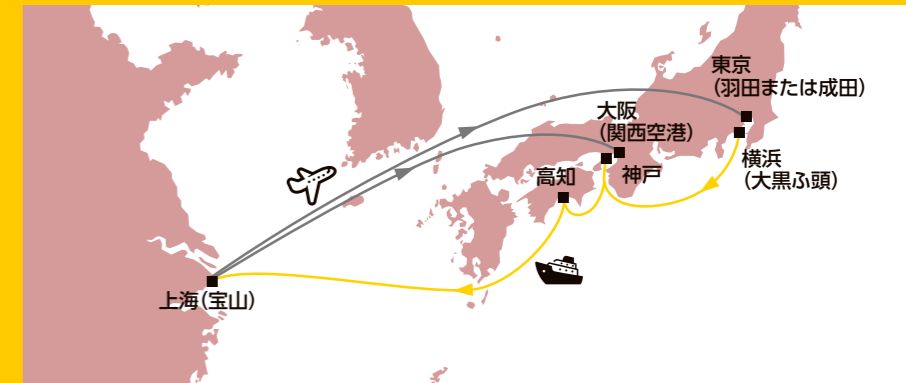 東京
（羽田または成田）
大阪
（関西空港）
横浜
（大黒ふ頭）
神戸
高知
上海（宝山）